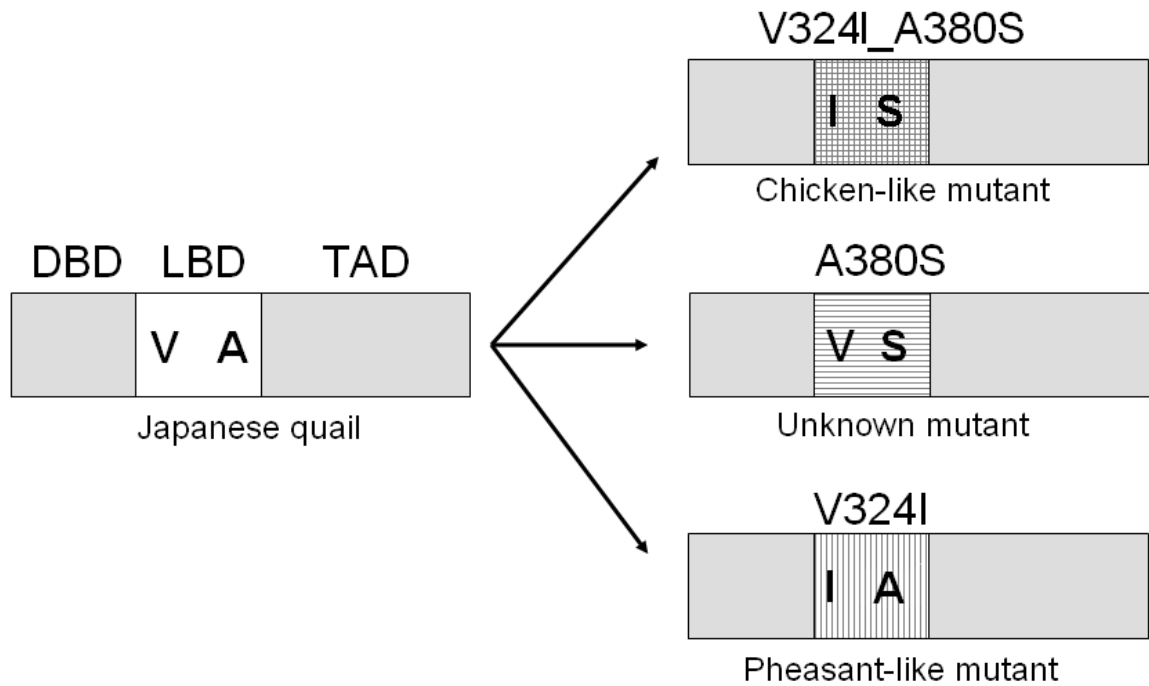 DBD LBD TAD
V A
Japanese quail
V324I_A380S
I S
Chicken-like mutant
A380S
V S
Unknown mutant
V324I
I A
Pheasant-like mutant